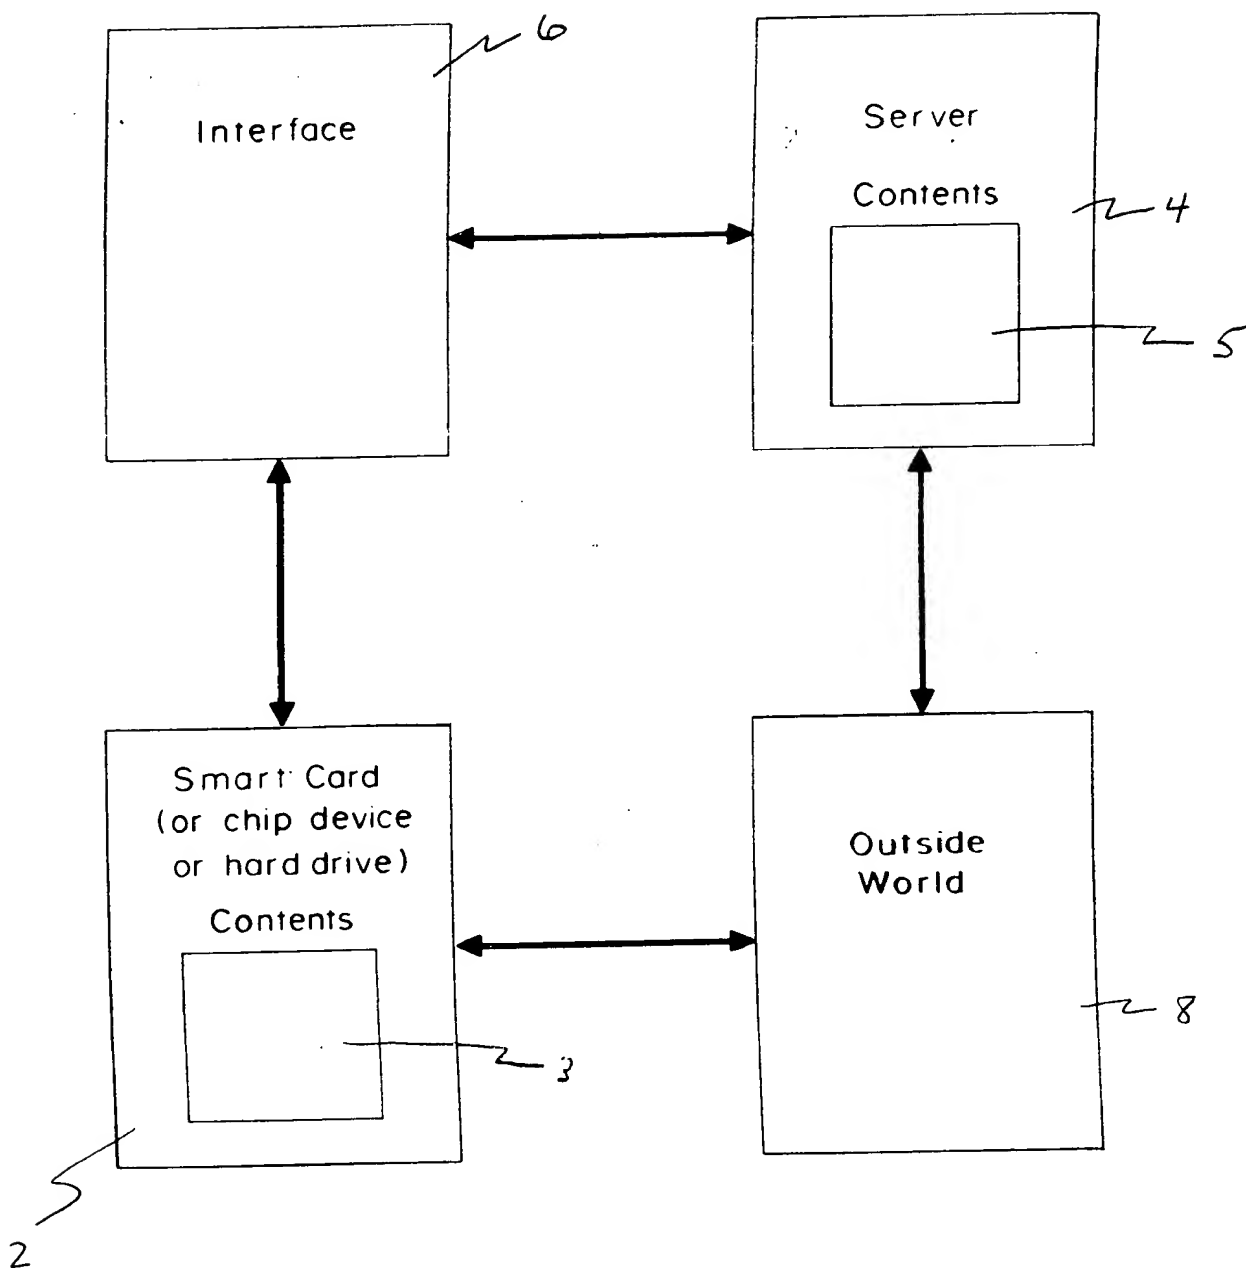 6
Interface
Server
Contents
4
5
Smart Card
(or chip device
or hard drive)
Contents
3
2
Outside
World
8